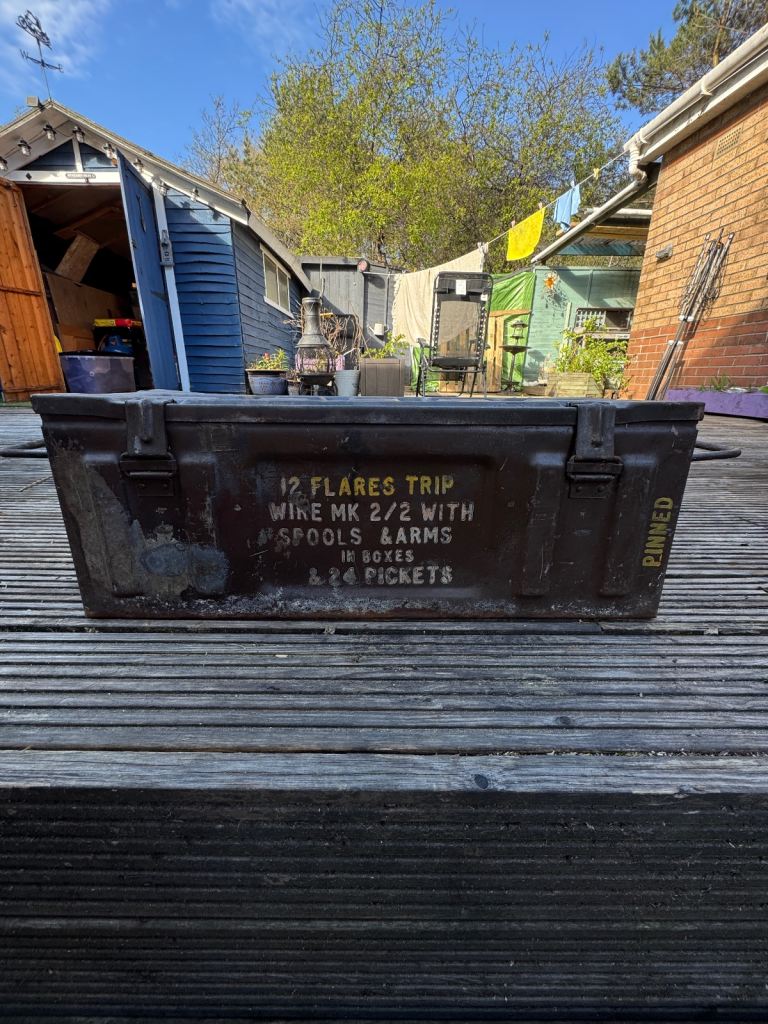 12 FLARES TRIP
WIRE MK 2/2 WITH
SPOOLS &ARMS
IN BOXES
& 24 PICKETS
PINNED